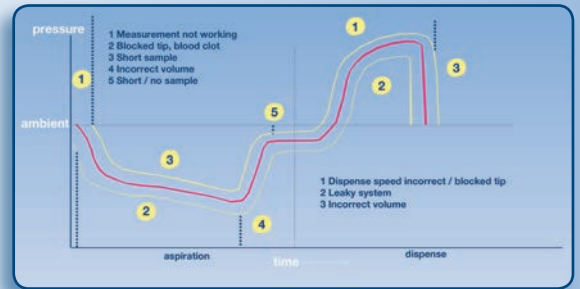 pressure
1 Measurement not working
2 Blocked tip, blood clot
3 Short sample
4 Incorrect volume
5 Short / no sample
1
1
3
2
5
ambient
3
2
4
1 Dispense speed incorrect / blocked tip
2 Leaky system
3 Incorrect volume
aspiration
time
dispense